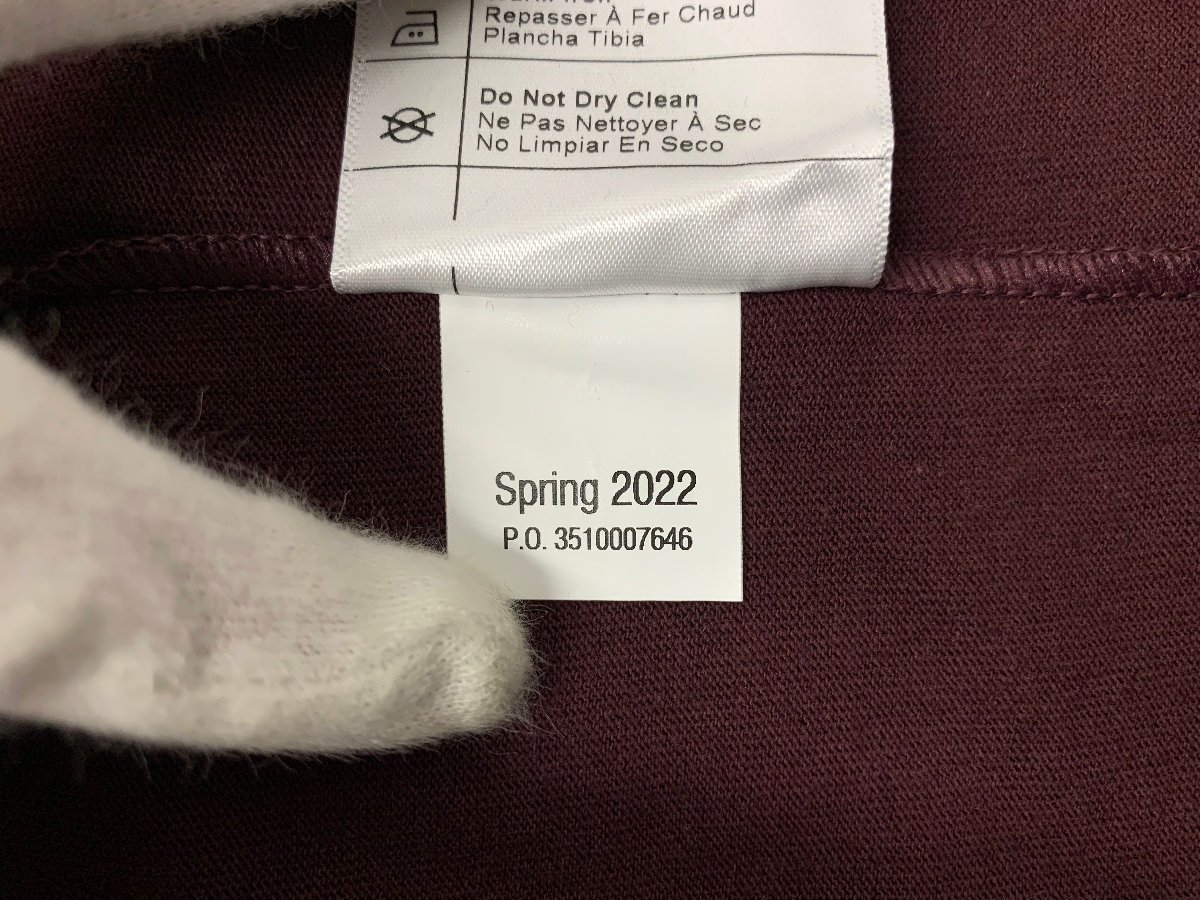 Repasser À Fer Chaud
Plancha Tibia
Do Not Dry Clean
Ne Pas Nettoyer À Sec
No Limpiar En Seco
Spring 2022
P.O. 3510007646